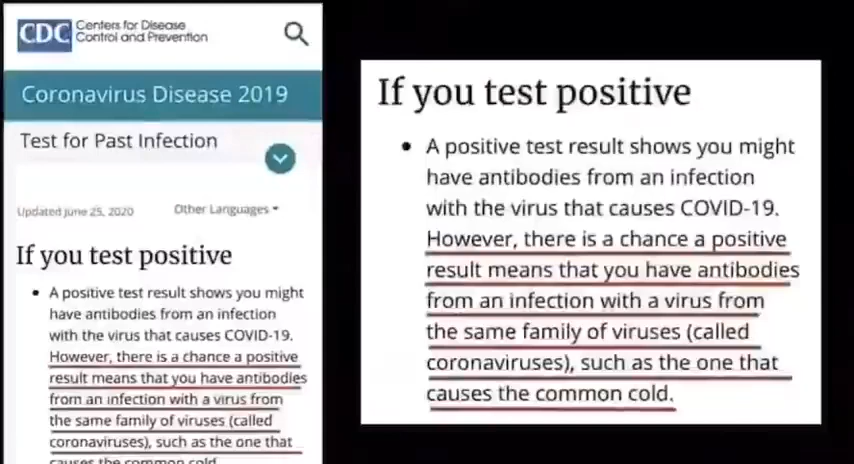 CDC Centers for Disease
Control and Prevention
Coronavirus Disease 2019
Test for Past Infection
Updated June 25, 2020 Other Languages
If you test positive
A positive test result shows you might
have antibodies from an infection
with the virus that causes COVID-19.
However, there is a chance a positive
result means that you have antibodies
from an infection with a virus from
the same family of viruses (called
coronaviruses), such as the one that
causes the common cold.
If you test positive
• A positive test result shows you might
have antibodies from an infection
with the virus that causes COVID-19.
However, there is a chance a positive
result means that you have antibodies
from an infection with a virus from
the same family of viruses (called
coronaviruses), such as the one that
causes the common cold.